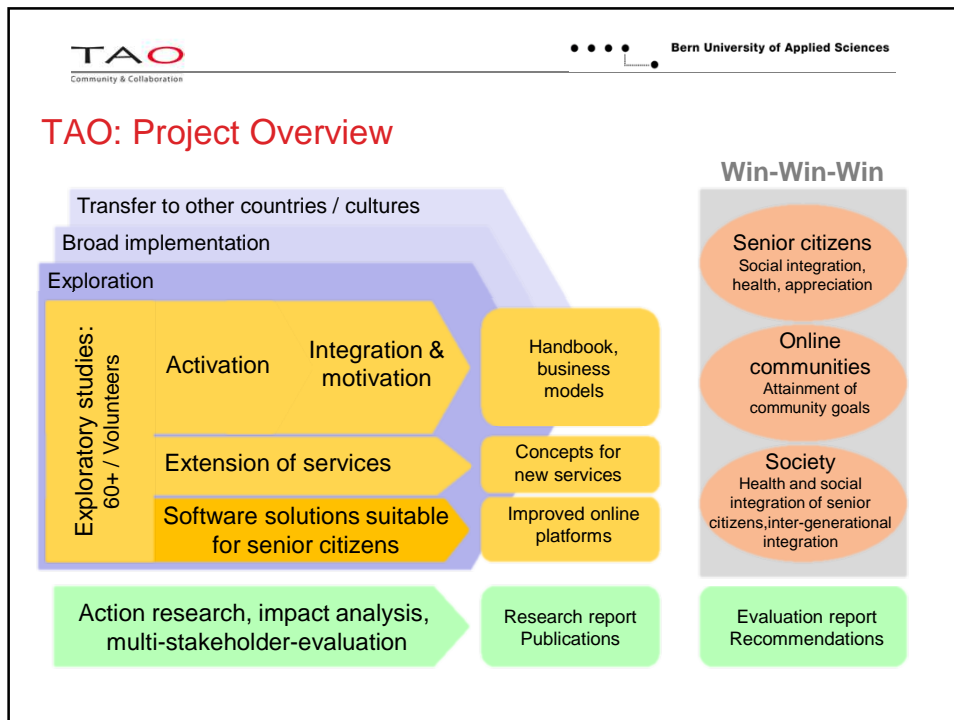 TAO
Community & Collaboration
Bern University of Applied Sciences
TAO: Project Overview
Win-Win-Win
Transfer to other countries / cultures
Broad implementation
Exploration
Exploratory studies:
60+ / Volunteers
Activation
Integration &
motivation
Handbook,
business
models
Extension of services
Concepts for
new services
Software solutions suitable
for senior citizens
Improved online
platforms
Senior citizens
Social integration,
health, appreciation
Online
communities
Attainment of
community goals
Society
Health and social
integration of senior
citizens,inter-generational
integration
Action research, impact analysis,
multi-stakeholder-evaluation
Research report
Publications
Evaluation report
Recommendations